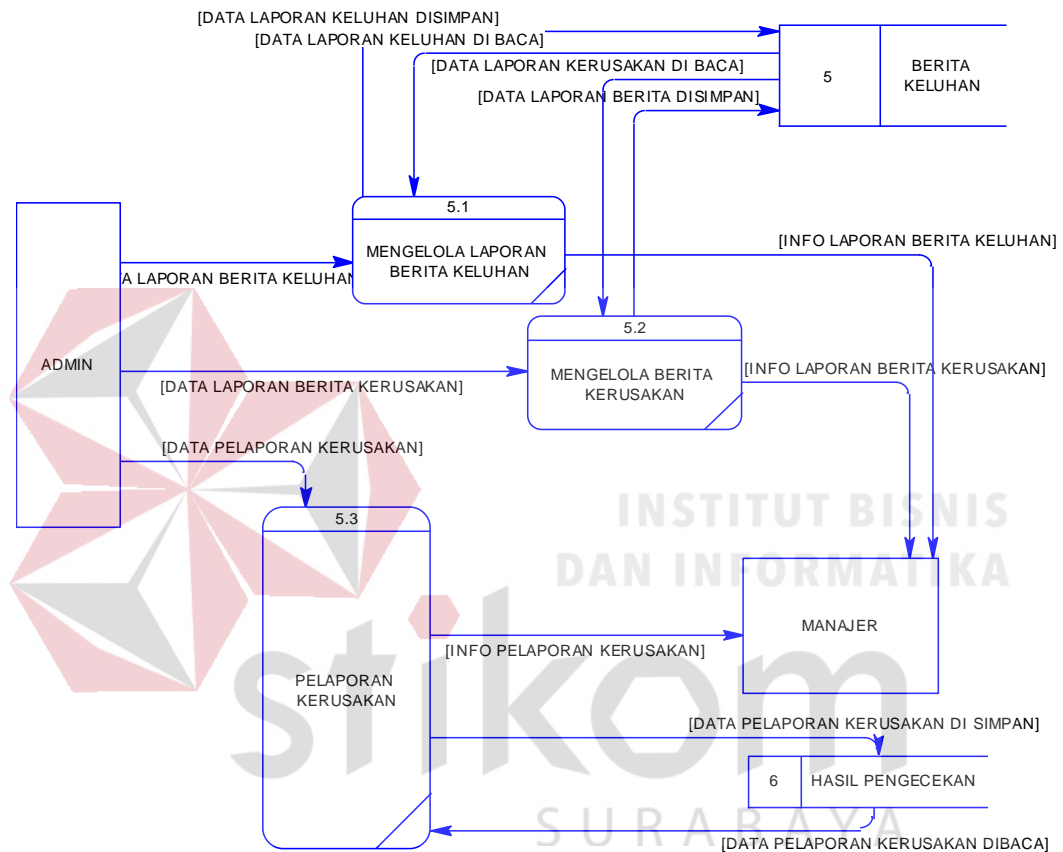 [DATA LAPORAN KELUHAN DISIMPAN]
[DATA LAPORAN KELUHAN DI BACA]
[DATA LAPORAN KERUSAKAN DI BACA]
[DATA LAPORAN BERITA DISIMPAN]
5
BERITA
KELUHAN
5.1
MENGELOLA LAPORAN
BERITA KELUHAN
[INFO LAPORAN BERITA KELUHAN]
LAPORAN BERITA KELUHAN
5.2
MENGELOLA BERITA
KERUSAKAN
[INFO LAPORAN BERITA KERUSAKAN]
ADMIN
[DATA LAPORAN BERITA KERUSAKAN]
[DATA PELAPORAN KERUSAKAN]
5.3
PELAPORAN
KERUSAKAN
INSTITUT BISNIS
DAN INFORMATIKA
MANAJER
[INFO PELAPORAN KERUSAKAN]
stikom
[DATA PELAPORAN KERUSAKAN DI SIMPAN]
6
HASIL PENGECEKAN
SURABAYA
[DATA PELAPORAN KERUSAKAN DIBACA]